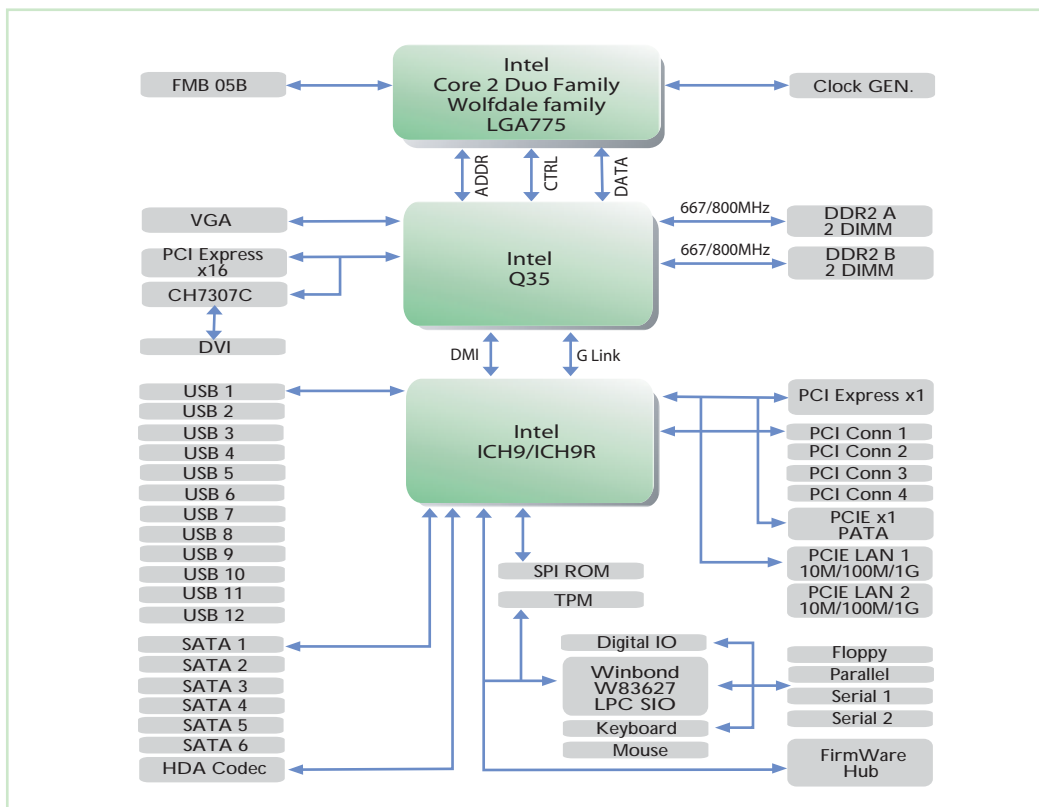 Intel
Core 2 Duo Family
Wolfdale family
LGA775
FMB 05B
Clock GEN.
ADDR
CTRL
DATA
VGA
PCI Express
x16
CH7307C
DVI
Intel
Q35
667/800MHz
DDR2 A
2 DIMM
667/800MHz
DDR2 B
2 DIMM
DMI
G Link
USB 1
USB 2
USB 3
USB 4
USB 5
USB 6
USB 7
USB 8
USB 9
USB 10
USB 11
USB 12
Intel
ICH9/ICH9R
PCI Express x1
PCI Conn 1
PCI Conn 2
PCI Conn 3
PCI Conn 4
PCIE x1
PATA
PCIE LAN 1
10M/100M/1G
PCIE LAN 2
10M/100M/1G
SPI ROM
TPM
SATA 1
SATA 2
SATA 3
SATA 4
SATA 5
SATA 6
HDA Codec
Digital IO
Winbond
W83627
LPC SIO
Keyboard
Mouse
Floppy
Parallel
Serial 1
Serial 2
FirmWare
Hub